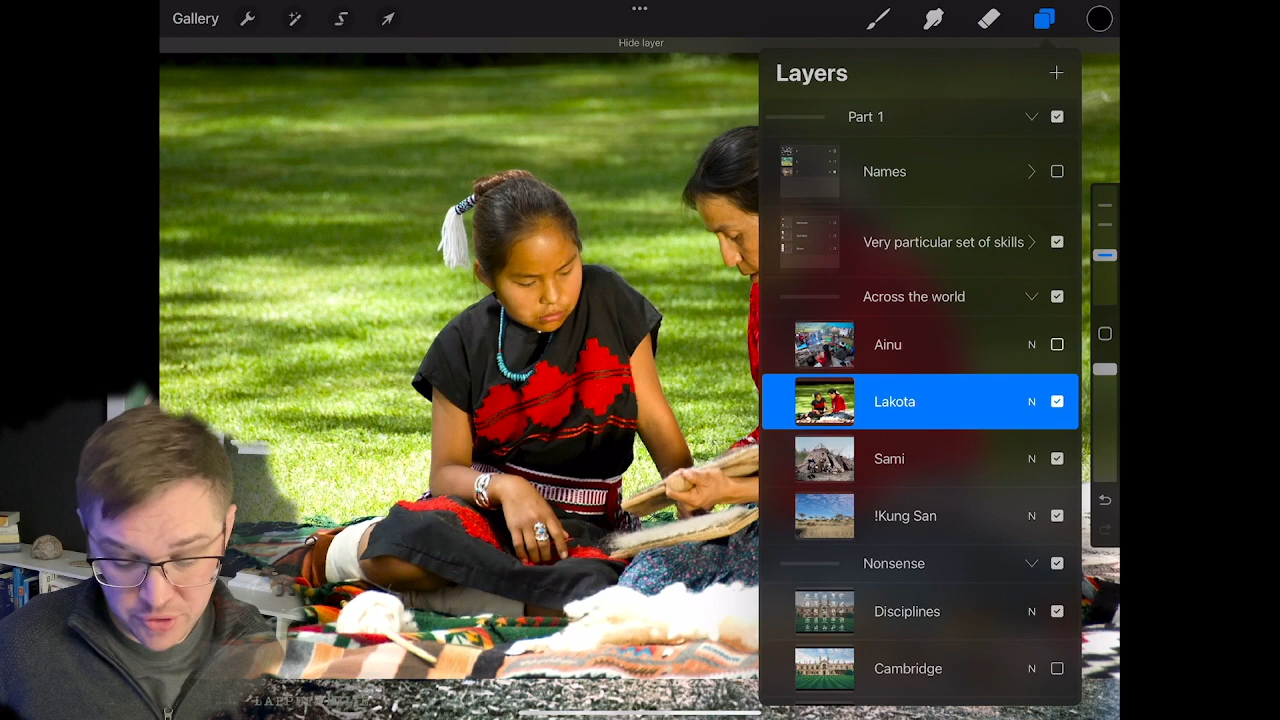 Gallery
Hide layer
Layers
Part 1
Names
Very particular set of skills
Across the world
Ainu N
Lakota N
Sami N
!Kung San N
Nonsense
Disciplines N
Cambridge N